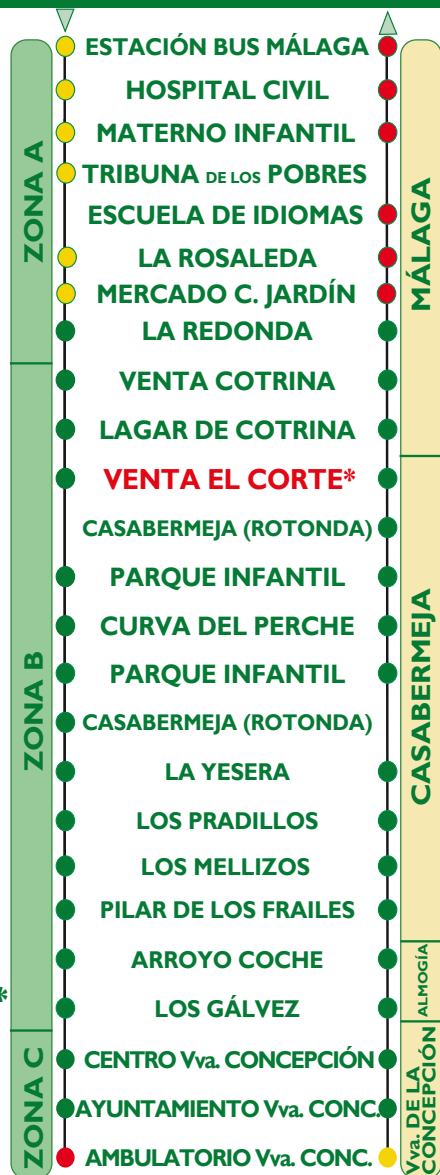 ZONA A
ZONA B
ZONA C
ESTACIÓN BUS MÁLAGA
HOSPITAL CIVIL
MATERNO INFANTIL
TRIBUNA DE LOS POBRES
ESCUELA DE IDIOMAS
LA ROSALEDA
MERCADO C. JARDÍN
LA REDONDA
VENTA COTRINA
LAGAR DE COTRINA
VENTA EL CORTE*
CASABERMEJA (ROTONDA)
PARQUE INFANTIL
CURVA DEL PERCHE
PARQUE INFANTIL
CASABERMEJA (ROTONDA)
LA YESERA
LOS PRADILLOS
LOS MELLIZOS
PILAR DE LOS FRAILES
ARROYO COCHE
LOS GÁLVEZ
CENTRO Vva. CONCEPCIÓN
AYUNTAMIENTO Vva. CONC.
AMBULATORIO Vva. CONC.
MÁLAGA
CASABERMEJA
ALMOGÍA
Vva. DE LA
CONCEPCIÓN
*